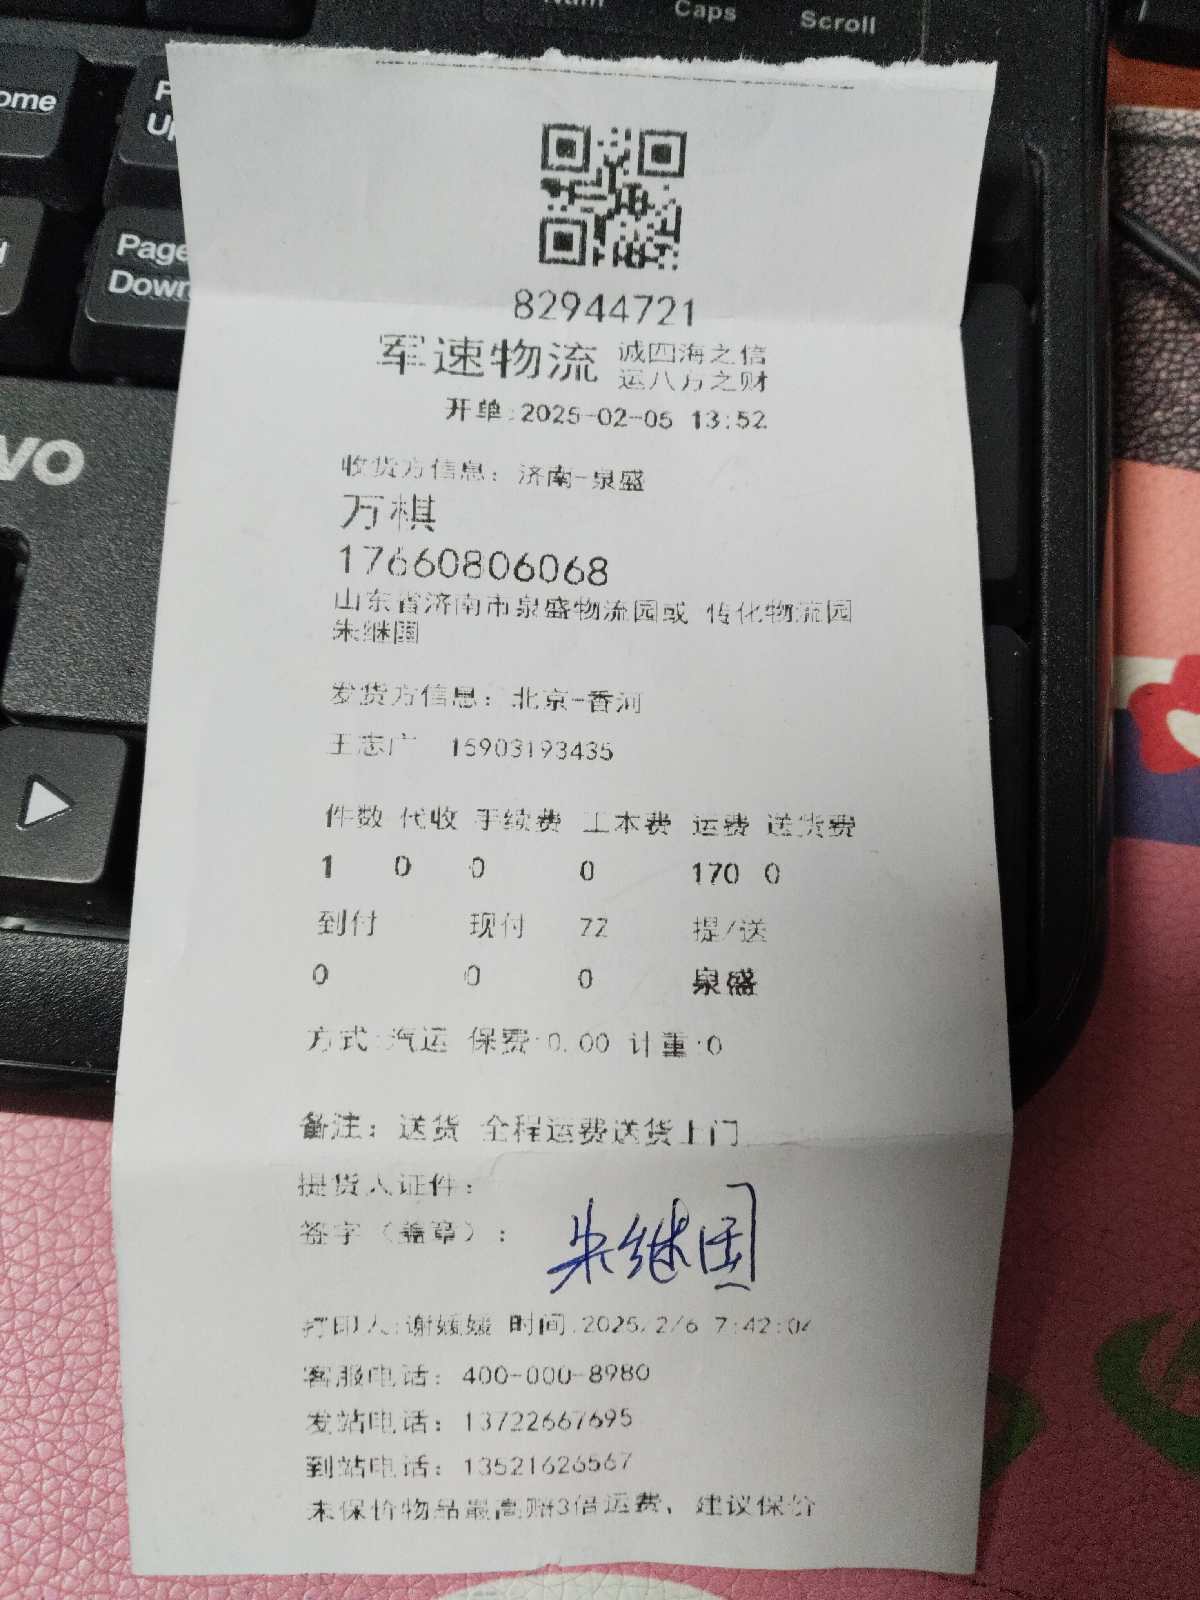 Num Caps Scroll
ome
Page
Down
82944721
军速物流 诚四海之信
运八方之财
开单:2025-02-05 13:52
收货方信息: 济南-泉盛
万棋
17660806068
山东省济南市泉盛物流园或 传化物流园
朱继国
发货方信息: 北京-香河
王志广 15903193435
件数 代收 手续费 工本费 运费 送货费
1 0 0 0 170 0
到付 现付 72 提/送
0 0 0 泉盛
方式:汽运 保费:0.00 计重:0
备注: 送货 全程运费送货上门
提货人证件:
签字(盖章): 朱继国
打印人:谢媛媛 时间:2025/2/6 7:42:04
客服电话: 400-000-8980
发站电话: 13722667695
到站电话: 13521626567
未保价物品最高赔3倍运费, 建议保价